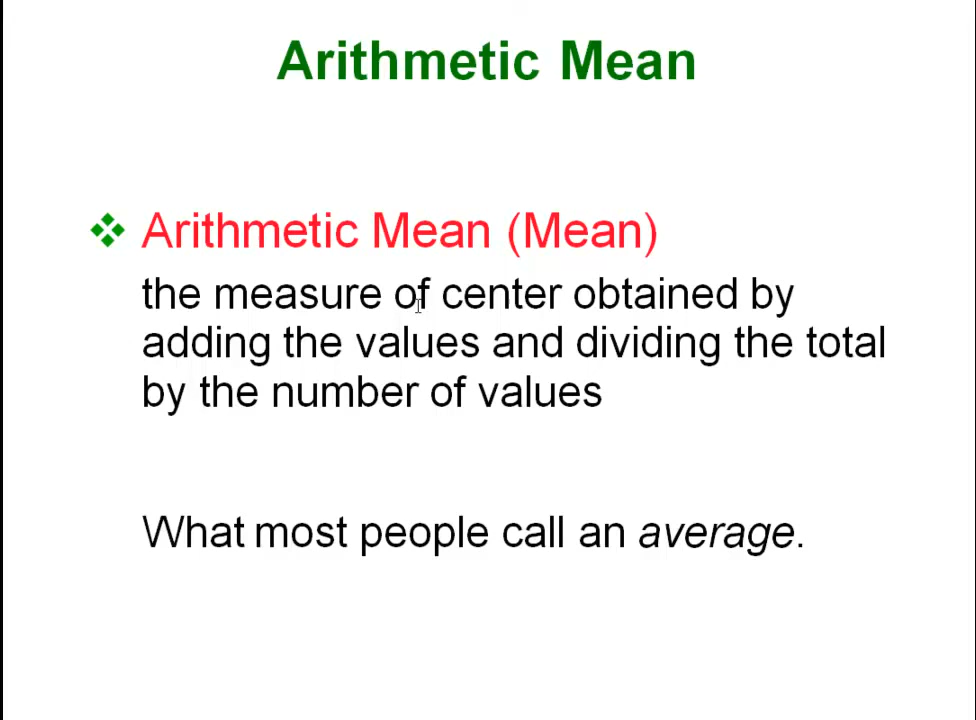 Arithmetic Mean
Arithmetic Mean (Mean)
the measure of center obtained by
adding the values and dividing the total
by the number of values
What most people call an average.